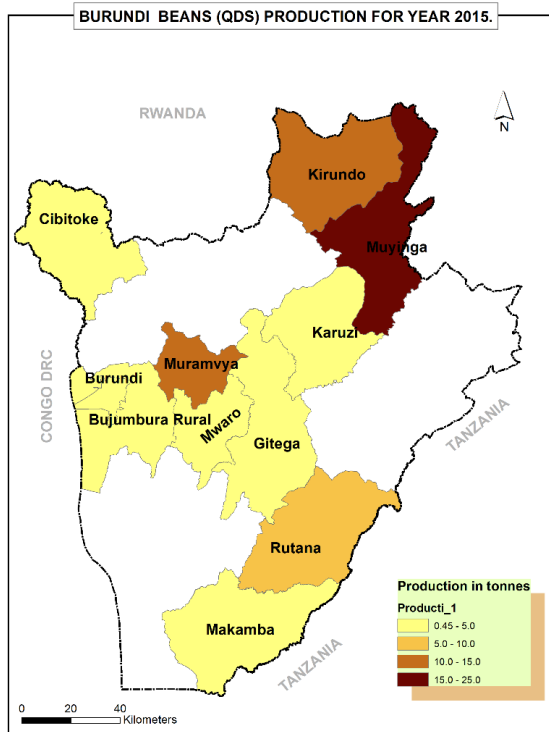 BURUNDI BEANS (QDS) PRODUCTION FOR YEAR 2015.
RWANDA
N
Kirundo
Cibitoke
Muyinga
Karuzi
Muramvya
Burundi
CONGO DRC
Bujumbura Rural
Mwaro
Gitega
TANZANIA
Rutana
Makamba
TANZANIA
Production in tonnes
Producti_1
0.45 - 5.0
5.0 - 10.0
10.0 - 15.0
15.0 - 25.0
0 20 40
Kilometers